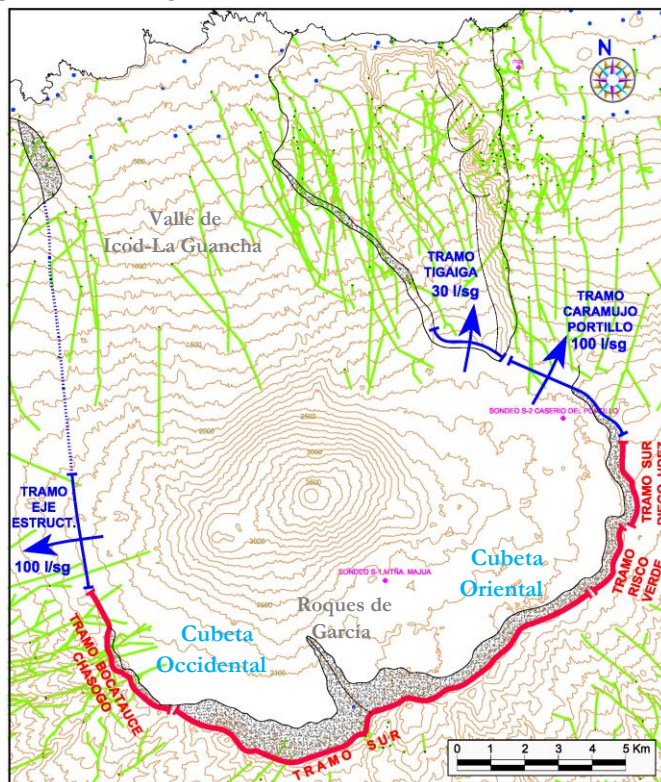 N
Valle de
Icod-La Guancha
TRAMO
TIGAIGA
30 l/sg
TRAMO
CARAMUJO
PORTILLO
100 l/sg
SONDEO S-2 CASERIO DEL PORTILLO
TRAMO SUR
DIEGO HDEZ
TRAMO
EJE
ESTRUCT.
100 l/sg
3000
2500
SONDEO S-1 MTÑA. MAJUA
Cubeta
Oriental
TRAMO
RISCO
VERDE
Roques de
García
Cubeta
Occidental
TRAMO BOCATAUCE
CHASOGO
TRAMO SUR
0 1 2 3 4 5 Km